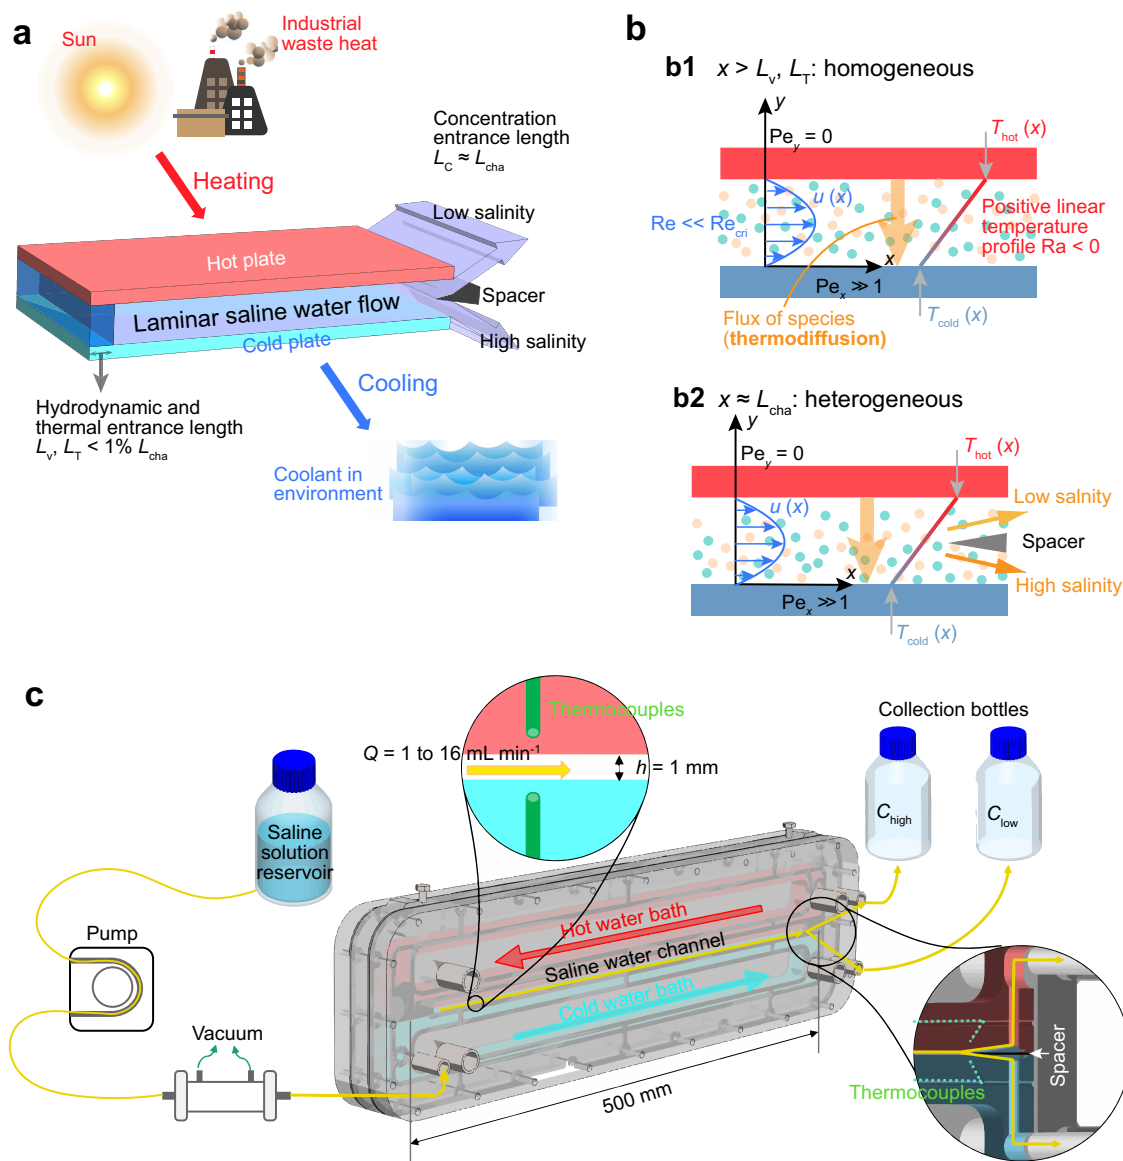 a
Sun
Industrial
waste heat
Heating
Concentration
entrance length
L_C ≈ L_cha
Low salinity
Hot plate
Spacer
Laminar saline water flow
Cold plate
High salinity
Cooling
Hydrodynamic and
thermal entrance length
L_v, L_T < 1% L_cha
Coolant in
environment
b
b1 x > L_v, L_T: homogeneous
y
Pe_y = 0
T_hot (x)
u (x)
Re << Re_cri
Positive linear
temperature
profile Ra < 0
x
Pe_x ≫ 1
T_cold (x)
Flux of species
(thermodiffusion)
b2 x ≈ L_cha: heterogeneous
y
Pe_y = 0
T_hot (x)
u (x)
Low salnity
Spacer
x
High salinity
Pe_x ≫ 1
T_cold (x)
c
Thermocouples
Q = 1 to 16 mL min⁻¹
h = 1 mm
Collection bottles
C_high
C_low
Saline
solution
reservoir
Pump
Hot water bath
Saline water channel
Cold water bath
Vacuum
500 mm
Spacer
Thermocouples